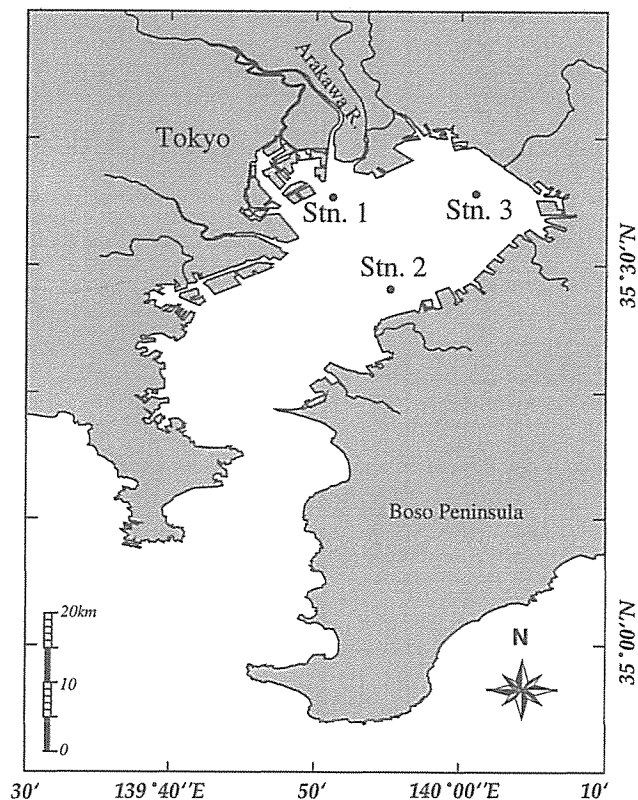 Arakawa R.
Tokyo
Stn. 1
Stn. 3
Stn. 2
35˚30′′N
Boso Peninsula
20km
10
0
N
35˚00′′N
30′
139˚40′′E
50′
140˚00′′E
10′